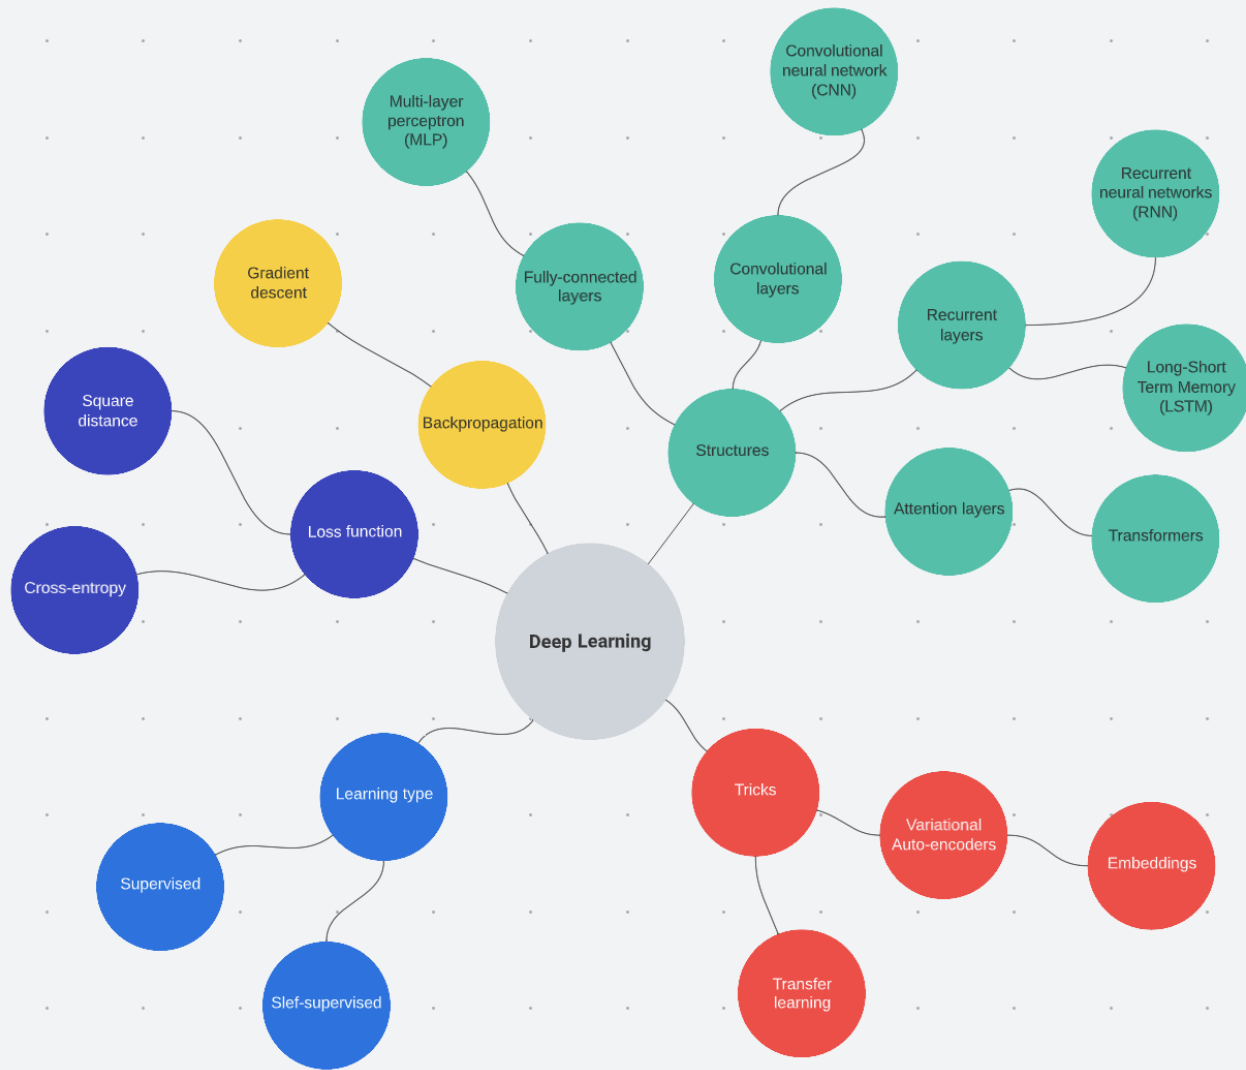 Convolutional
neural network
(CNN)
Multi-layer
perceptron
(MLP)
Recurrent
neural networks
(RNN)
Gradient
descent
Fully-connected
layers
Convolutional
layers
Recurrent
layers
Long-Short
Term Memory
(LSTM)
Square
distance
Backpropagation
Structures
Attention layers
Transformers
Loss function
Cross-entropy
Deep Learning
Learning type
Tricks
Variational
Auto-encoders
Embeddings
Supervised
Slef-supervised
Transfer
learning